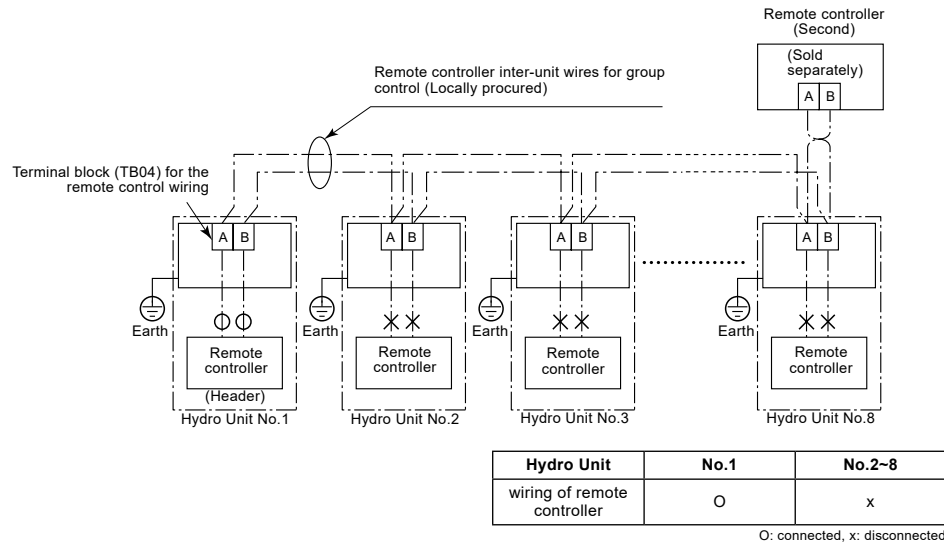 Remote controller
(Second)
(Sold
separately)
A B
Remote controller inter-unit wires for group
control (Locally procured)
Terminal block (TB04) for the
remote control wiring
A B
A B
A B
A B
Earth
Earth
Earth
Earth
Remote
controller
(Header)
Remote
controller
Remote
controller
Remote
controller
Hydro Unit No.1
Hydro Unit No.2
Hydro Unit No.3
Hydro Unit No.8
Hydro Unit No.1 No.2~8
wiring of remote
controller O x
O: connected, x: disconnected